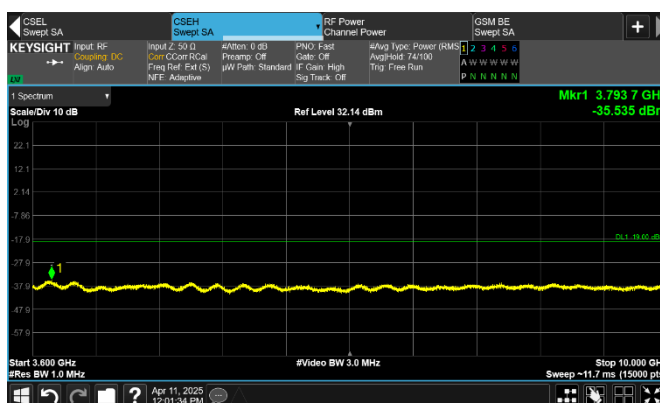 CSEL
Swept SA
CSEH
Swept SA
RF Power
Channel Power
GSM BE
Swept SA
+
KEYSIGHT
Input: RF
Coupling: DC
Align: Auto
Input Z: 50 Ω
Corr CCorr RCal
Freq Ref: Ext (S)
NFE: Adaptive
#Atten: 0 dB
Preamp: Off
µW Path: Standard
PNO: Fast
Gate: Off
IF Gain: High
Sig Track: Off
#Avg Type: Power (RMS
Avg|Hold: 74/100
Trig: Free Run
1 2 3 4 5 6
A W W W W W
P N N N N N
LXI
1 Spectrum
Mkr1 3.793 7 GH
Scale/Div 10 dB
Ref Level 32.14 dBm
-35.535 dBr
Log
22.1
12.1
2.14
-7.86
-17.9
DL1 -19.00 dB
-27.9
1
-37.9
-47.9
-57.9
Start 3.600 GHz
#Video BW 3.0 MHz
Stop 10.000 GH
#Res BW 1.0 MHz
Sweep ~11.7 ms (15000 pts
?
Apr 11, 2025
12:01:34 PM